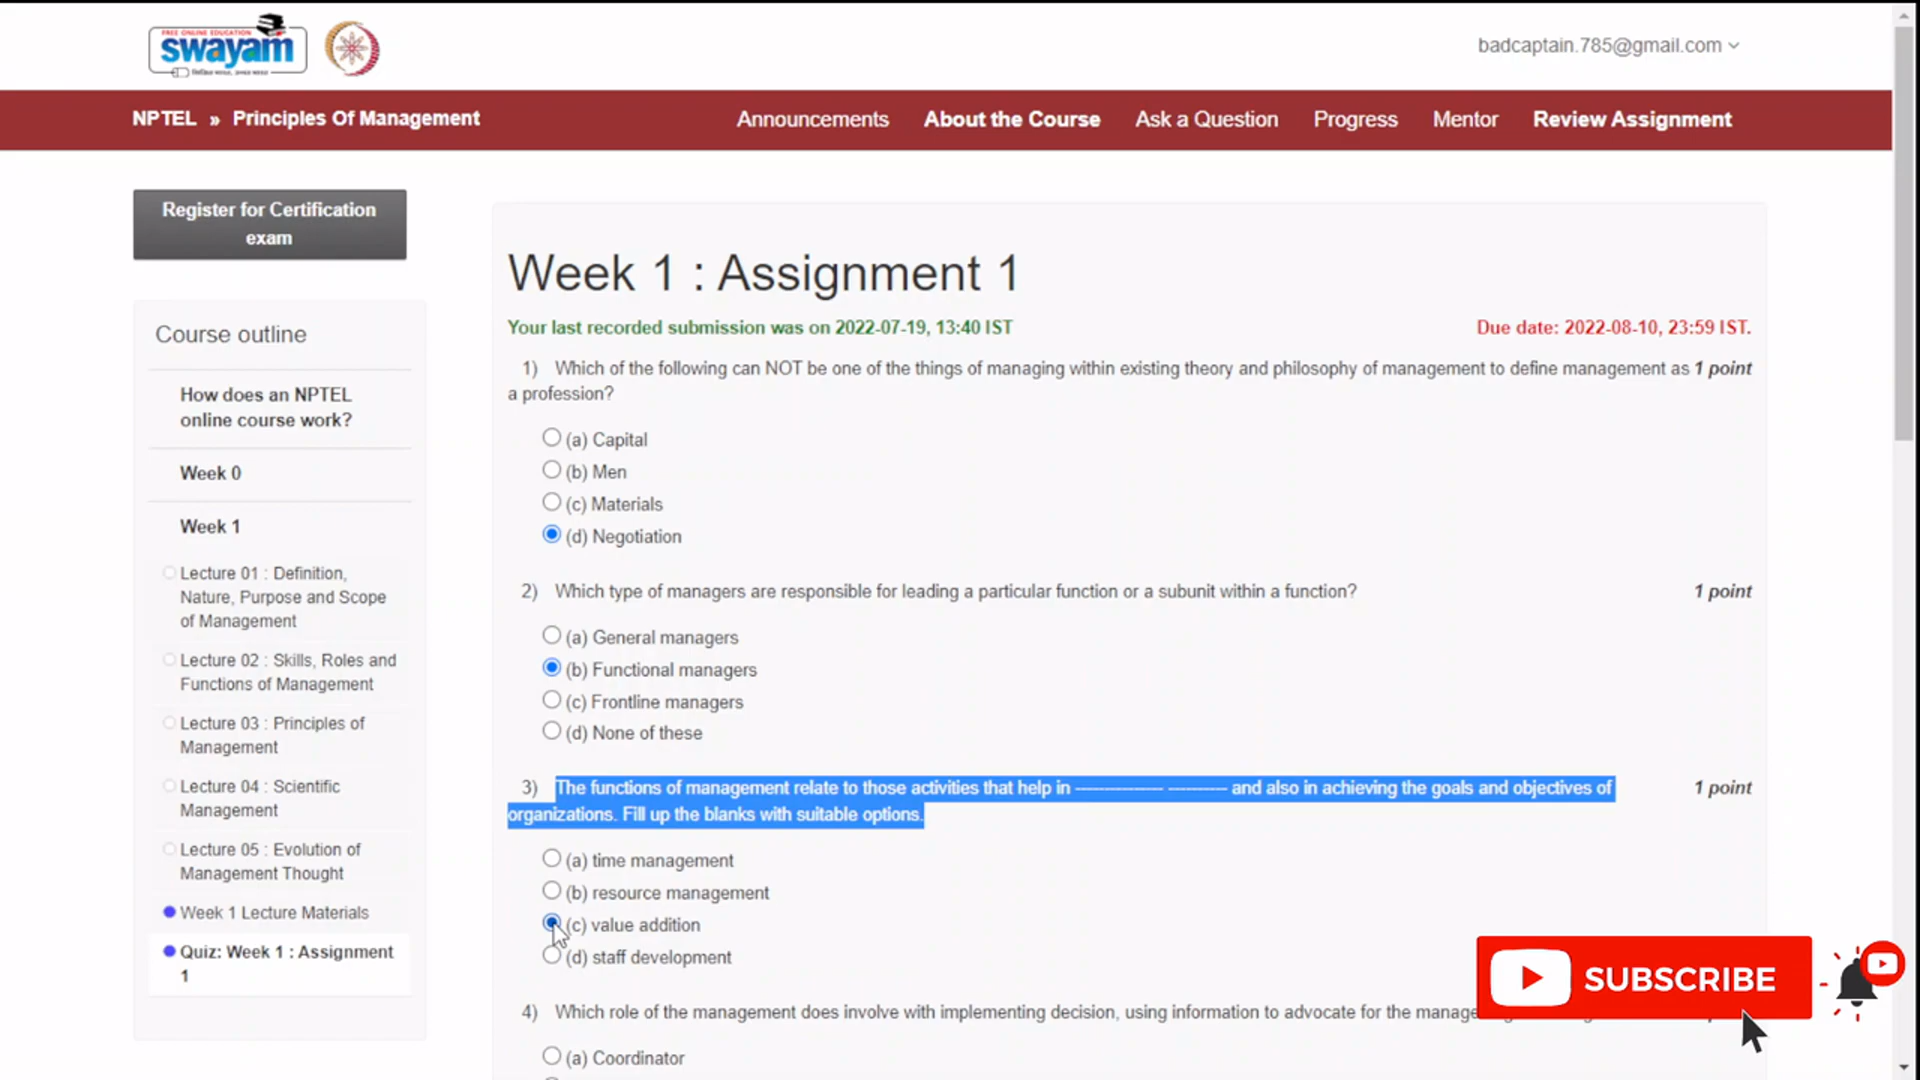 FREE ONLINE EDUCATION
swayam
badcaptain.785@gmail.com
NPTEL » Principles Of Management
Announcements About the Course Ask a Question Progress Mentor Review Assignment
Register for Certification
exam
Course outline
How does an NPTEL
online course work?
Week 0
Week 1
Lecture 01 : Definition,
Nature, Purpose and Scope
of Management
Lecture 02 : Skills, Roles and
Functions of Management
Lecture 03 : Principles of
Management
Lecture 04 : Scientific
Management
Lecture 05 : Evolution of
Management Thought
Week 1 Lecture Materials
Quiz: Week 1 : Assignment
1
Week 1 : Assignment 1
Your last recorded submission was on 2022-07-19, 13:40 IST Due date: 2022-08-10, 23:59 IST.
1) Which of the following can NOT be one of the things of managing within existing theory and philosophy of management to define management as 1 point
a profession?
(a) Capital
(b) Men
(c) Materials
(d) Negotiation
2) Which type of managers are responsible for leading a particular function or a subunit within a function? 1 point
(a) General managers
(b) Functional managers
(c) Frontline managers
(d) None of these
3) The functions of management relate to those activities that help in --------------- ---------- and also in achieving the goals and objectives of 1 point
organizations. Fill up the blanks with suitable options.
(a) time management
(b) resource management
(c) value addition
(d) staff development
4) Which role of the management does involve with implementing decision, using information to advocate for the
(a) Coordinator
SUBSCRIBE